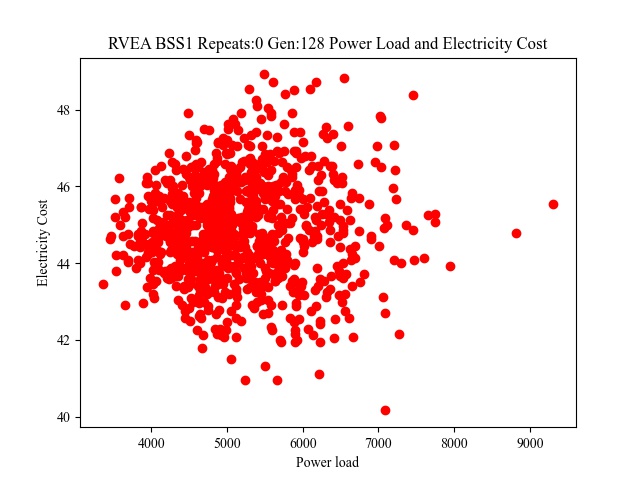 RVEA BSS1 Repeats:0 Gen:128 Power Load and Electricity Cost
48
46
44
42
40
Electricity Cost
4000 5000 6000 7000 8000 9000
Power load